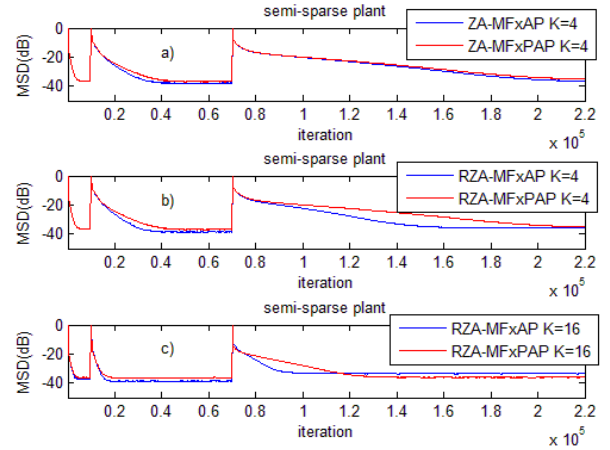 semi-sparse plant
MSD(dB)
0
-20
-40
a)
ZA-MFxAP K=4
ZA-MFxPAP K=4
0.2 0.4 0.6 0.8 1 1.2 1.4 1.6 1.8 2 2.2
iteration
x 10^5
semi-sparse plant
MSD(dB)
0
-20
-40
b)
RZA-MFxAP K=4
RZA-MFxPAP K=4
0.2 0.4 0.6 0.8 1 1.2 1.4 1.6 1.8 2 2.2
iteration
x 10^5
semi-sparse plant
MSD(dB)
0
-20
-40
c)
RZA-MFxAP K=16
RZA-MFxPAP K=16
0.2 0.4 0.6 0.8 1 1.2 1.4 1.6 1.8 2 2.2
iteration
x 10^5